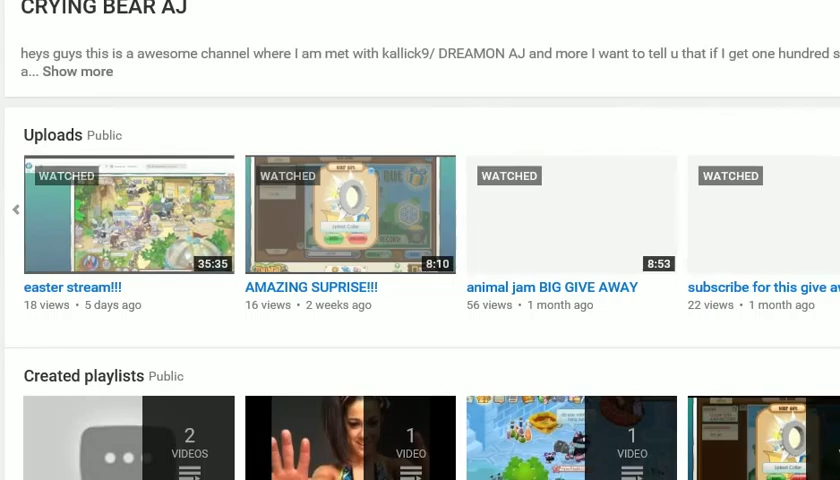 CRYING BEAR AJ
heys guys this is a awesome channel where I am met with kallick9/ DREAMON AJ and more I want to tell u that if I get one hundred s
a... Show more
Uploads Public
WATCHED WATCHED WATCHED WATCHED
35:35 8:10 8:53
easter stream!!! AMAZING SUPRISE!!! animal jam BIG GIVE AWAY subscribe for this give a
18 views • 5 days ago 16 views • 2 weeks ago 56 views • 1 month ago 22 views • 1 month ago
Created playlists Public
2 1 1
VIDEOS VIDEO VIDEO